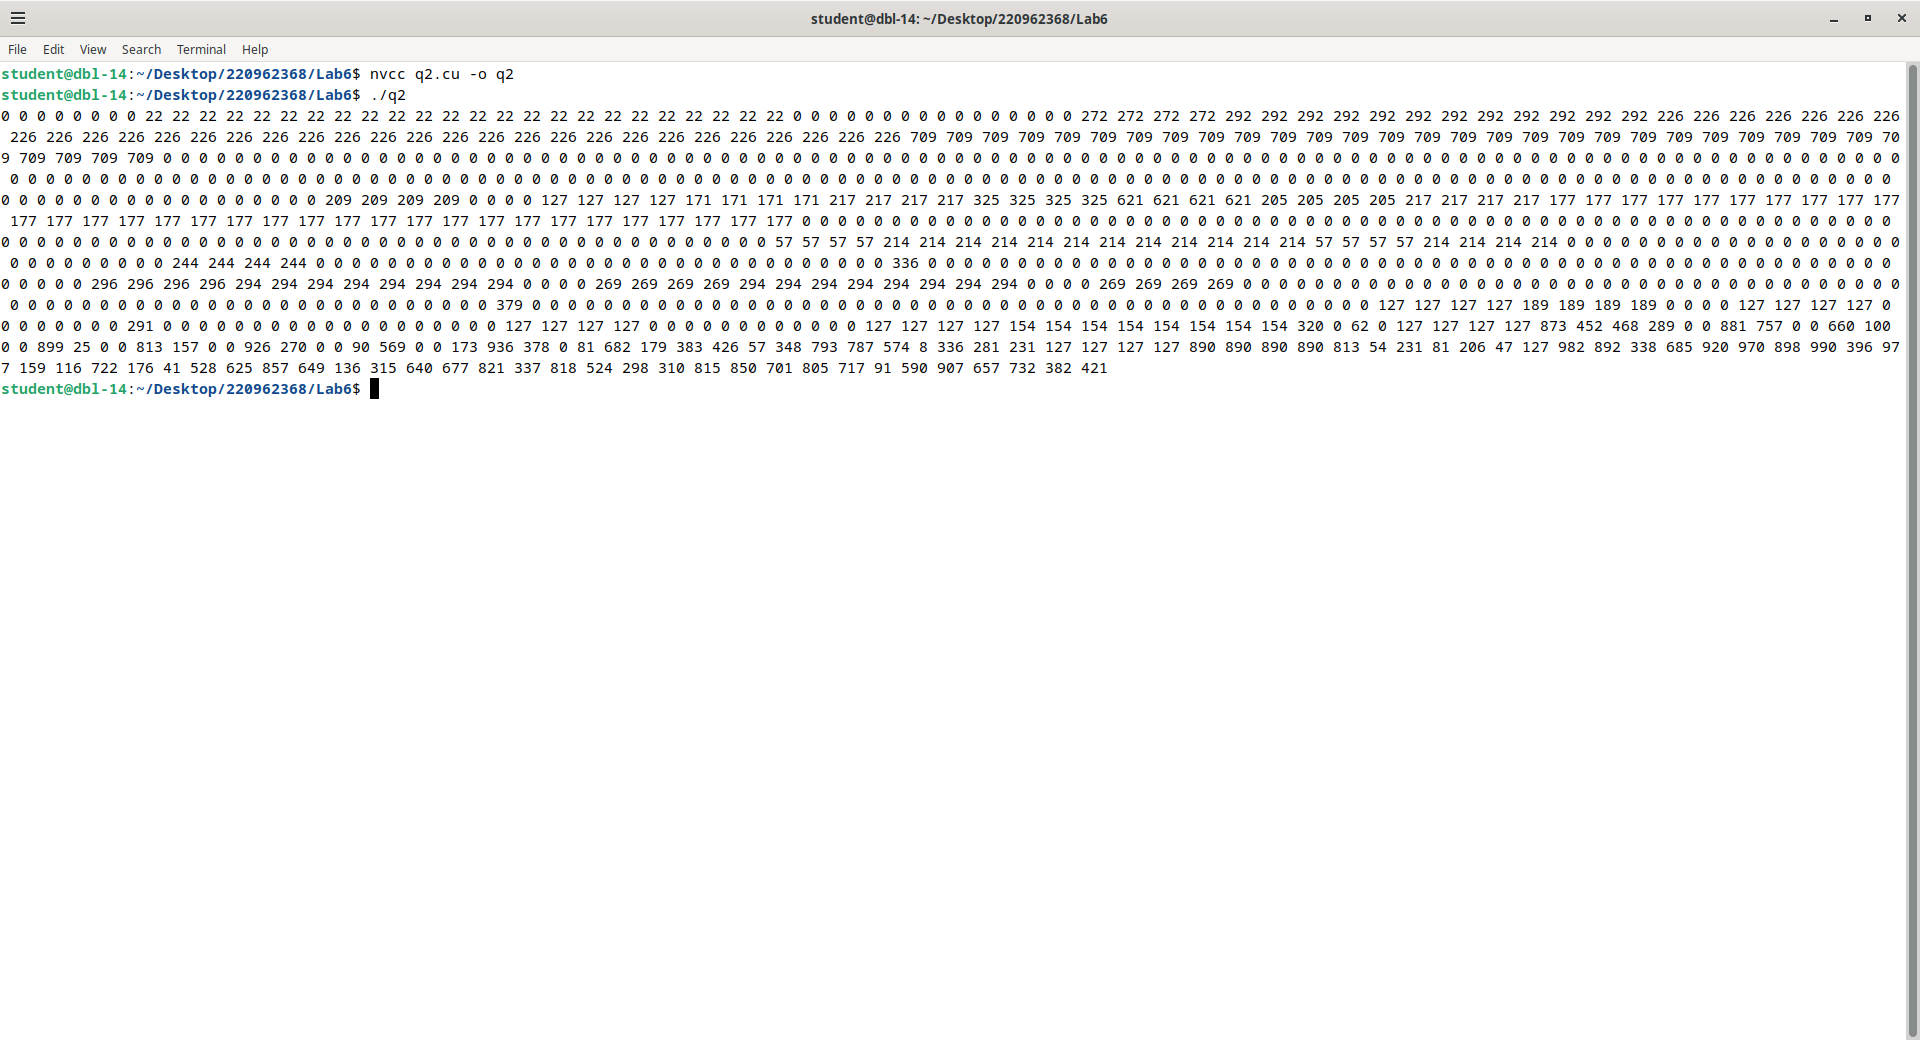 student@dbl-14: ~/Desktop/220962368/Lab6
File Edit View Search Terminal Help
student@dbl-14:~/Desktop/220962368/Lab6$ nvcc q2.cu -o q2
student@dbl-14:~/Desktop/220962368/Lab6$ ./q2
0 0 0 0 0 0 0 0 22 22 22 22 22 22 22 22 22 22 22 22 22 22 22 22 22 22 22 22 22 22 22 22 0 0 0 0 0 0 0 0 0 0 0 0 0 0 0 0 272 272 272 272 292 292 292 292 292 292 292 292 292 292 292 292 226 226 226 226 226 226 226
226 226 226 226 226 226 226 226 226 226 226 226 226 226 226 226 226 226 226 226 226 226 226 226 226 709 709 709 709 709 709 709 709 709 709 709 709 709 709 709 709 709 709 709 709 709 709 709 709 709 709 709 70
9 709 709 709 709 0 0 0 0 0 0 0 0 0 0 0 0 0 0 0 0 0 0 0 0 0 0 0 0 0 0 0 0 0 0 0 0 0 0 0 0 0 0 0 0 0 0 0 0 0 0 0 0 0 0 0 0 0 0 0 0 0 0 0 0 0 0 0 0 0 0 0 0 0 0 0 0 0 0 0 0 0 0 0 0 0 0 0 0 0 0 0 0 0 0 0 0 0 0 0 0 0 0
0 0 0 0 0 0 0 0 0 0 0 0 0 0 0 0 0 0 0 0 0 0 0 0 0 0 0 0 0 0 0 0 0 0 0 0 0 0 0 0 0 0 0 0 0 0 0 0 0 0 0 0 0 0 0 0 0 0 0 0 0 0 0 0 0 0 0 0 0 0 0 0 0 0 0 0 0 0 0 0 0 0 0 0 0 0 0 0 0 0 0 0 0 0 0 0 0 0 0 0 0 0 0 0 0
0 0 0 0 0 0 0 0 0 0 0 0 0 0 0 0 0 0 209 209 209 209 0 0 0 0 127 127 127 127 171 171 171 171 217 217 217 217 325 325 325 325 621 621 621 621 205 205 205 205 217 217 217 217 177 177 177 177 177 177 177 177 177 177
177 177 177 177 177 177 177 177 177 177 177 177 177 177 177 177 177 177 177 177 177 177 0 0 0 0 0 0 0 0 0 0 0 0 0 0 0 0 0 0 0 0 0 0 0 0 0 0 0 0 0 0 0 0 0 0 0 0 0 0 0 0 0 0 0 0 0 0 0 0 0 0 0 0 0 0 0 0 0 0 0 0 0
0 0 0 0 0 0 0 0 0 0 0 0 0 0 0 0 0 0 0 0 0 0 0 0 0 0 0 0 0 0 0 0 0 0 0 0 0 0 0 0 0 0 0 57 57 57 57 214 214 214 214 214 214 214 214 214 214 214 214 57 57 57 57 214 214 214 214 0 0 0 0 0 0 0 0 0 0 0 0 0 0 0 0 0 0 0
0 0 0 0 0 0 0 0 0 244 244 244 244 0 0 0 0 0 0 0 0 0 0 0 0 0 0 0 0 0 0 0 0 0 0 0 0 0 0 0 0 0 0 0 0 336 0 0 0 0 0 0 0 0 0 0 0 0 0 0 0 0 0 0 0 0 0 0 0 0 0 0 0 0 0 0 0 0 0 0 0 0 0 0 0 0 0 0 0 0 0 0 0 0 0 0 0 0 0 0
0 0 0 0 0 296 296 296 296 294 294 294 294 294 294 294 294 0 0 0 0 269 269 269 269 294 294 294 294 294 294 294 294 0 0 0 0 269 269 269 269 0 0 0 0 0 0 0 0 0 0 0 0 0 0 0 0 0 0 0 0 0 0 0 0 0 0 0 0 0 0 0 0 0 0 0 0 0
0 0 0 0 0 0 0 0 0 0 0 0 0 0 0 0 0 0 0 0 0 0 0 0 0 0 0 379 0 0 0 0 0 0 0 0 0 0 0 0 0 0 0 0 0 0 0 0 0 0 0 0 0 0 0 0 0 0 0 0 0 0 0 0 0 0 0 0 0 0 0 0 0 0 0 127 127 127 127 189 189 189 189 0 0 0 0 127 127 127 127 0
0 0 0 0 0 0 0 291 0 0 0 0 0 0 0 0 0 0 0 0 0 0 0 0 0 0 0 127 127 127 127 0 0 0 0 0 0 0 0 0 0 0 0 127 127 127 127 154 154 154 154 154 154 154 154 320 0 62 0 127 127 127 127 873 452 468 289 0 0 881 757 0 0 660 100
0 0 899 25 0 0 813 157 0 0 926 270 0 0 90 569 0 0 173 936 378 0 81 682 179 383 426 57 348 793 787 574 8 336 281 231 127 127 127 127 890 890 890 890 813 54 231 81 206 47 127 982 892 338 685 920 970 898 990 396 97
7 159 116 722 176 41 528 625 857 649 136 315 640 677 821 337 818 524 298 310 815 850 701 805 717 91 590 907 657 732 382 421
student@dbl-14:~/Desktop/220962368/Lab6$